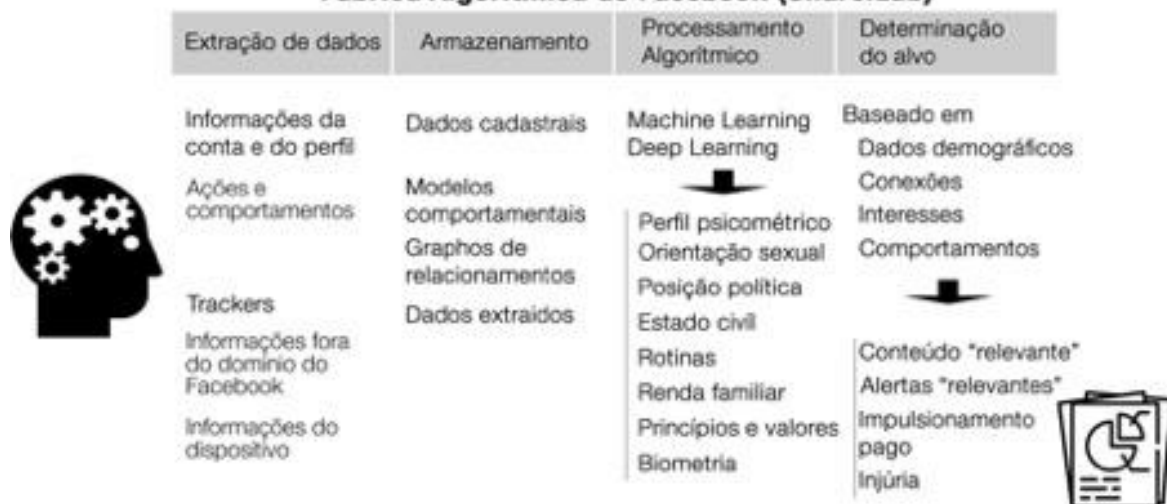 Extração de dados
Armazenamento
Processamento
Algorítmico
Determinação
do alvo
Informações da
conta e do perfil
Ações e
comportamentos
Trackers
Informações fora
do domínio do
Facebook
Informações do
dispositivo
Dados cadastrais
Modelos
comportamentais
Graphos de
relacionamentos
Dados extraidos
Machine Learning
Deep Learning
Perfil psicométrico
Orientação sexual
Posição política
Estado civil
Rotinas
Renda familiar
Princípios e valores
Biometria
Baseado em
Dados demográficos
Conexões
Interesses
Comportamentos
Conteúdo "relevante"
Alertas "relevantes"
Impulsionamento
pago
Injúria